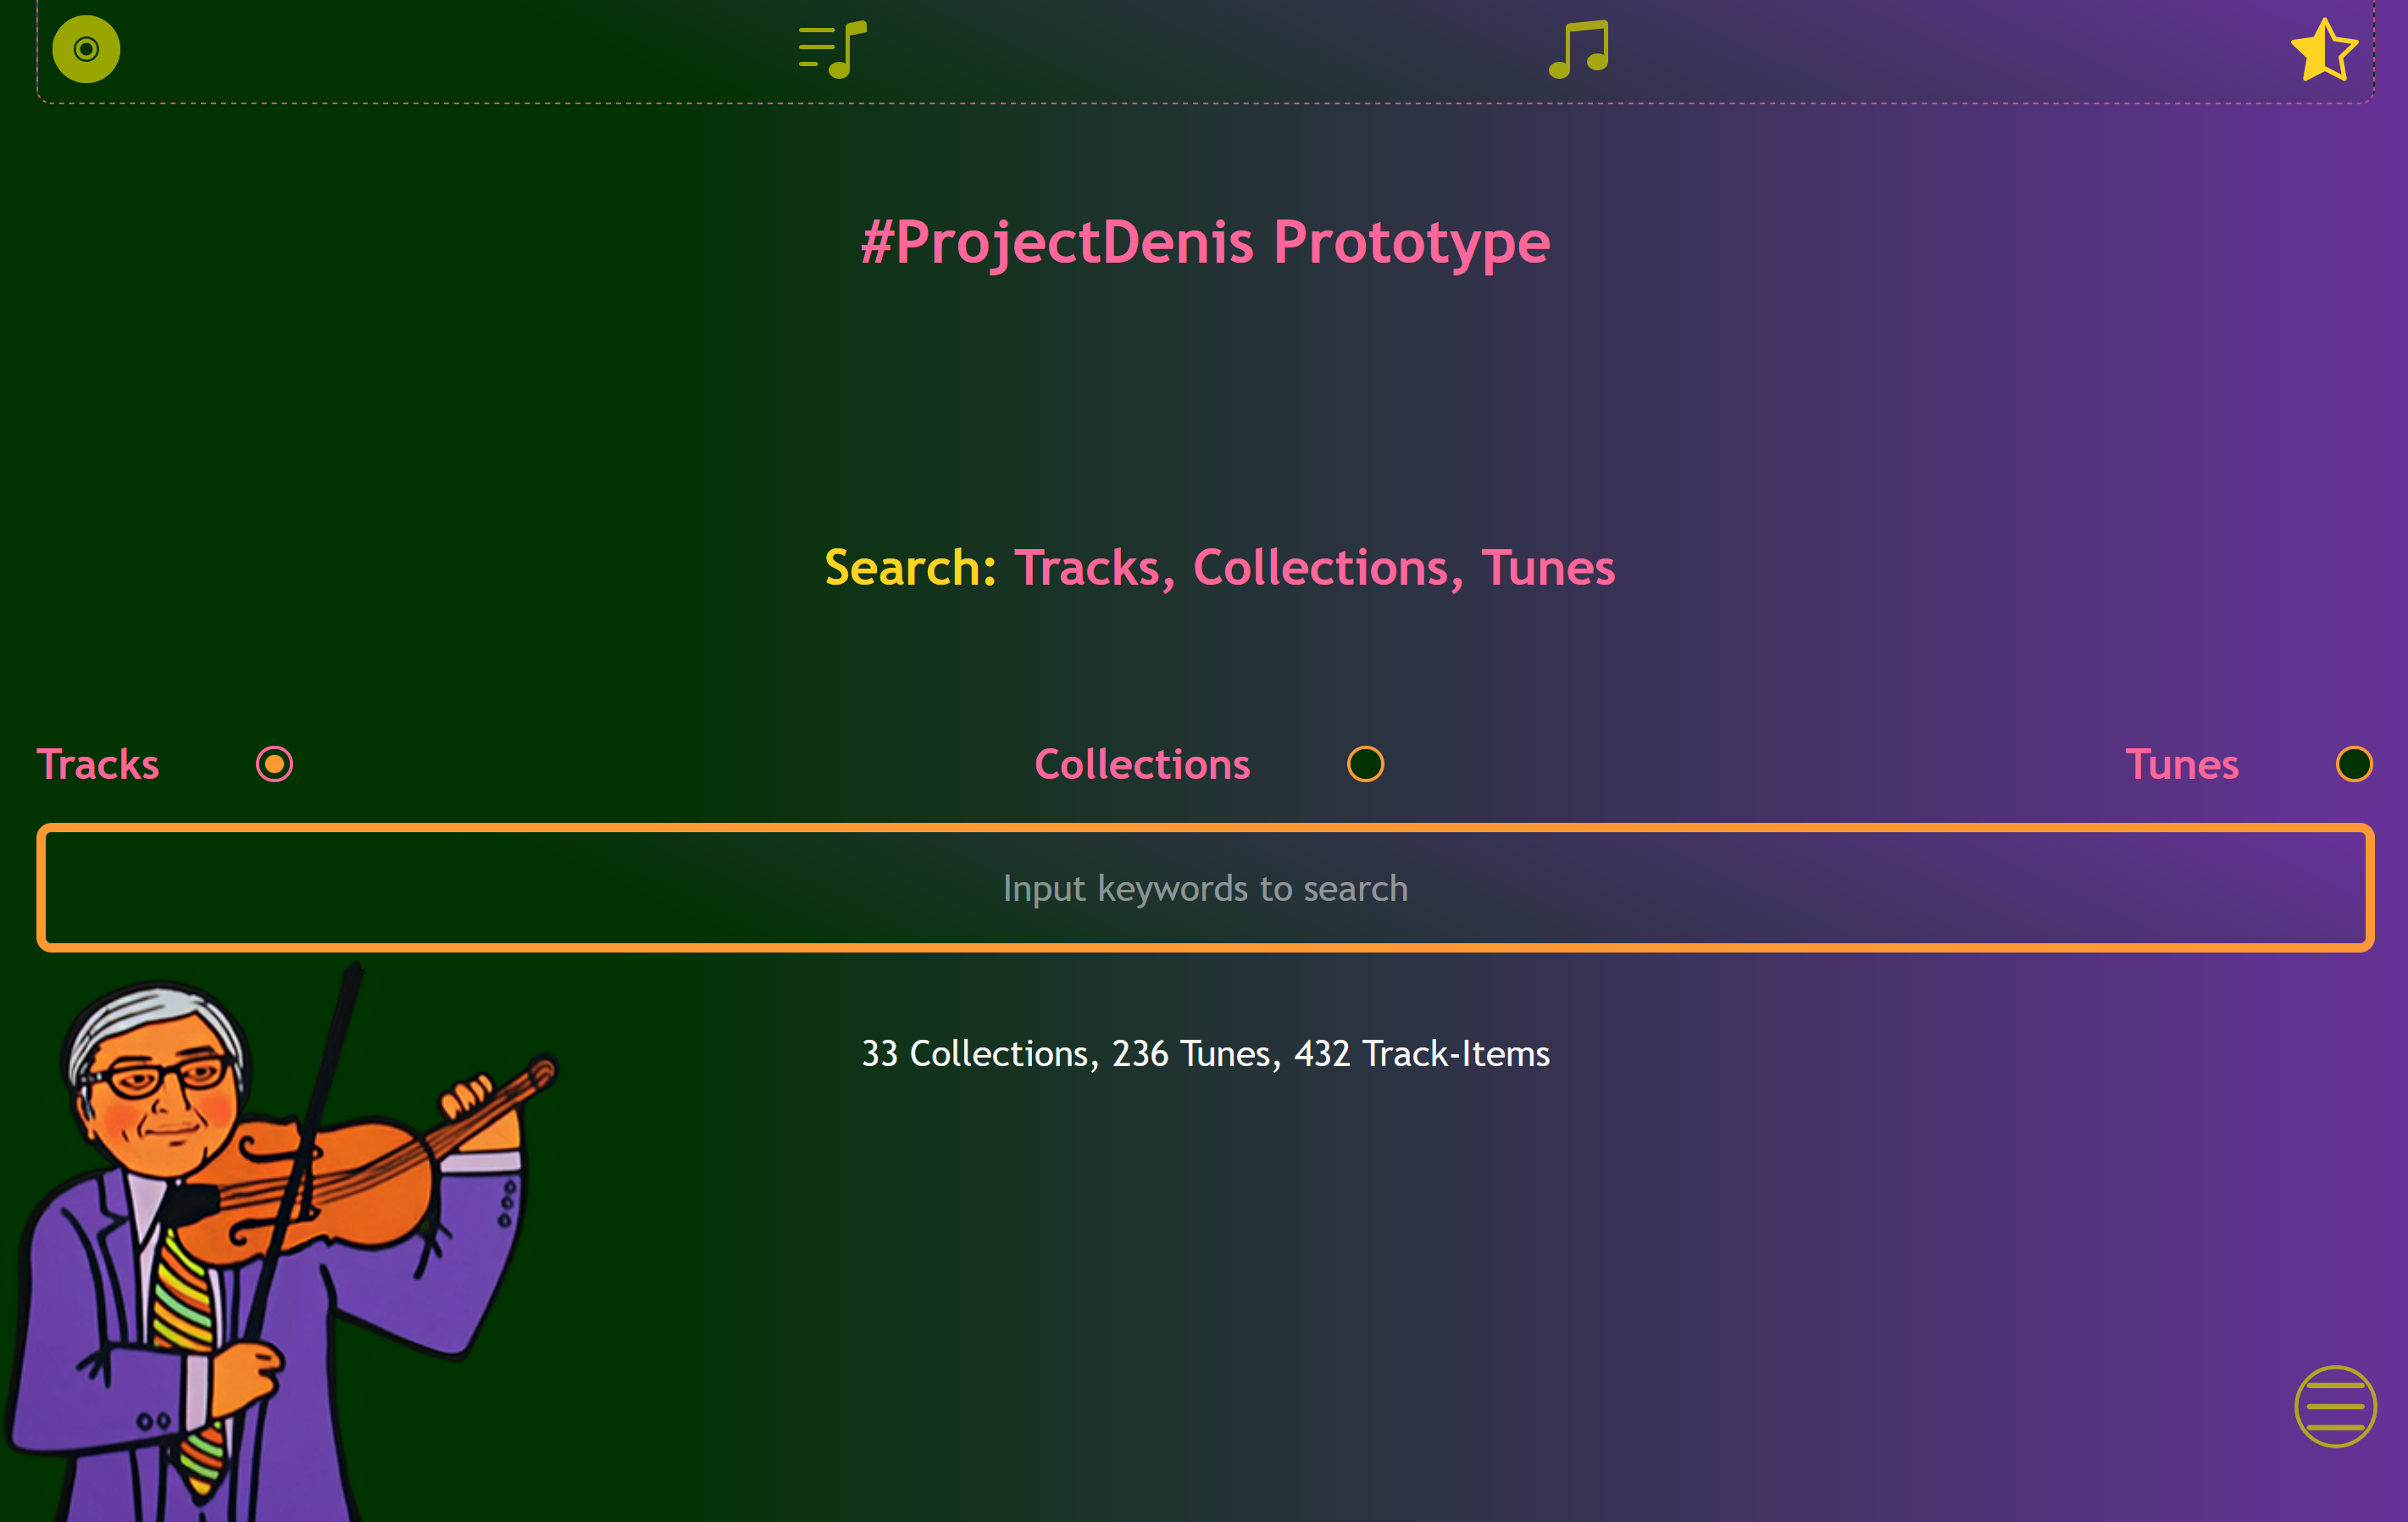 #ProjectDenis Prototype
Search: Tracks, Collections, Tunes
Tracks Collections Tunes
Input keywords to search
33 Collections, 236 Tunes, 432 Track-Items